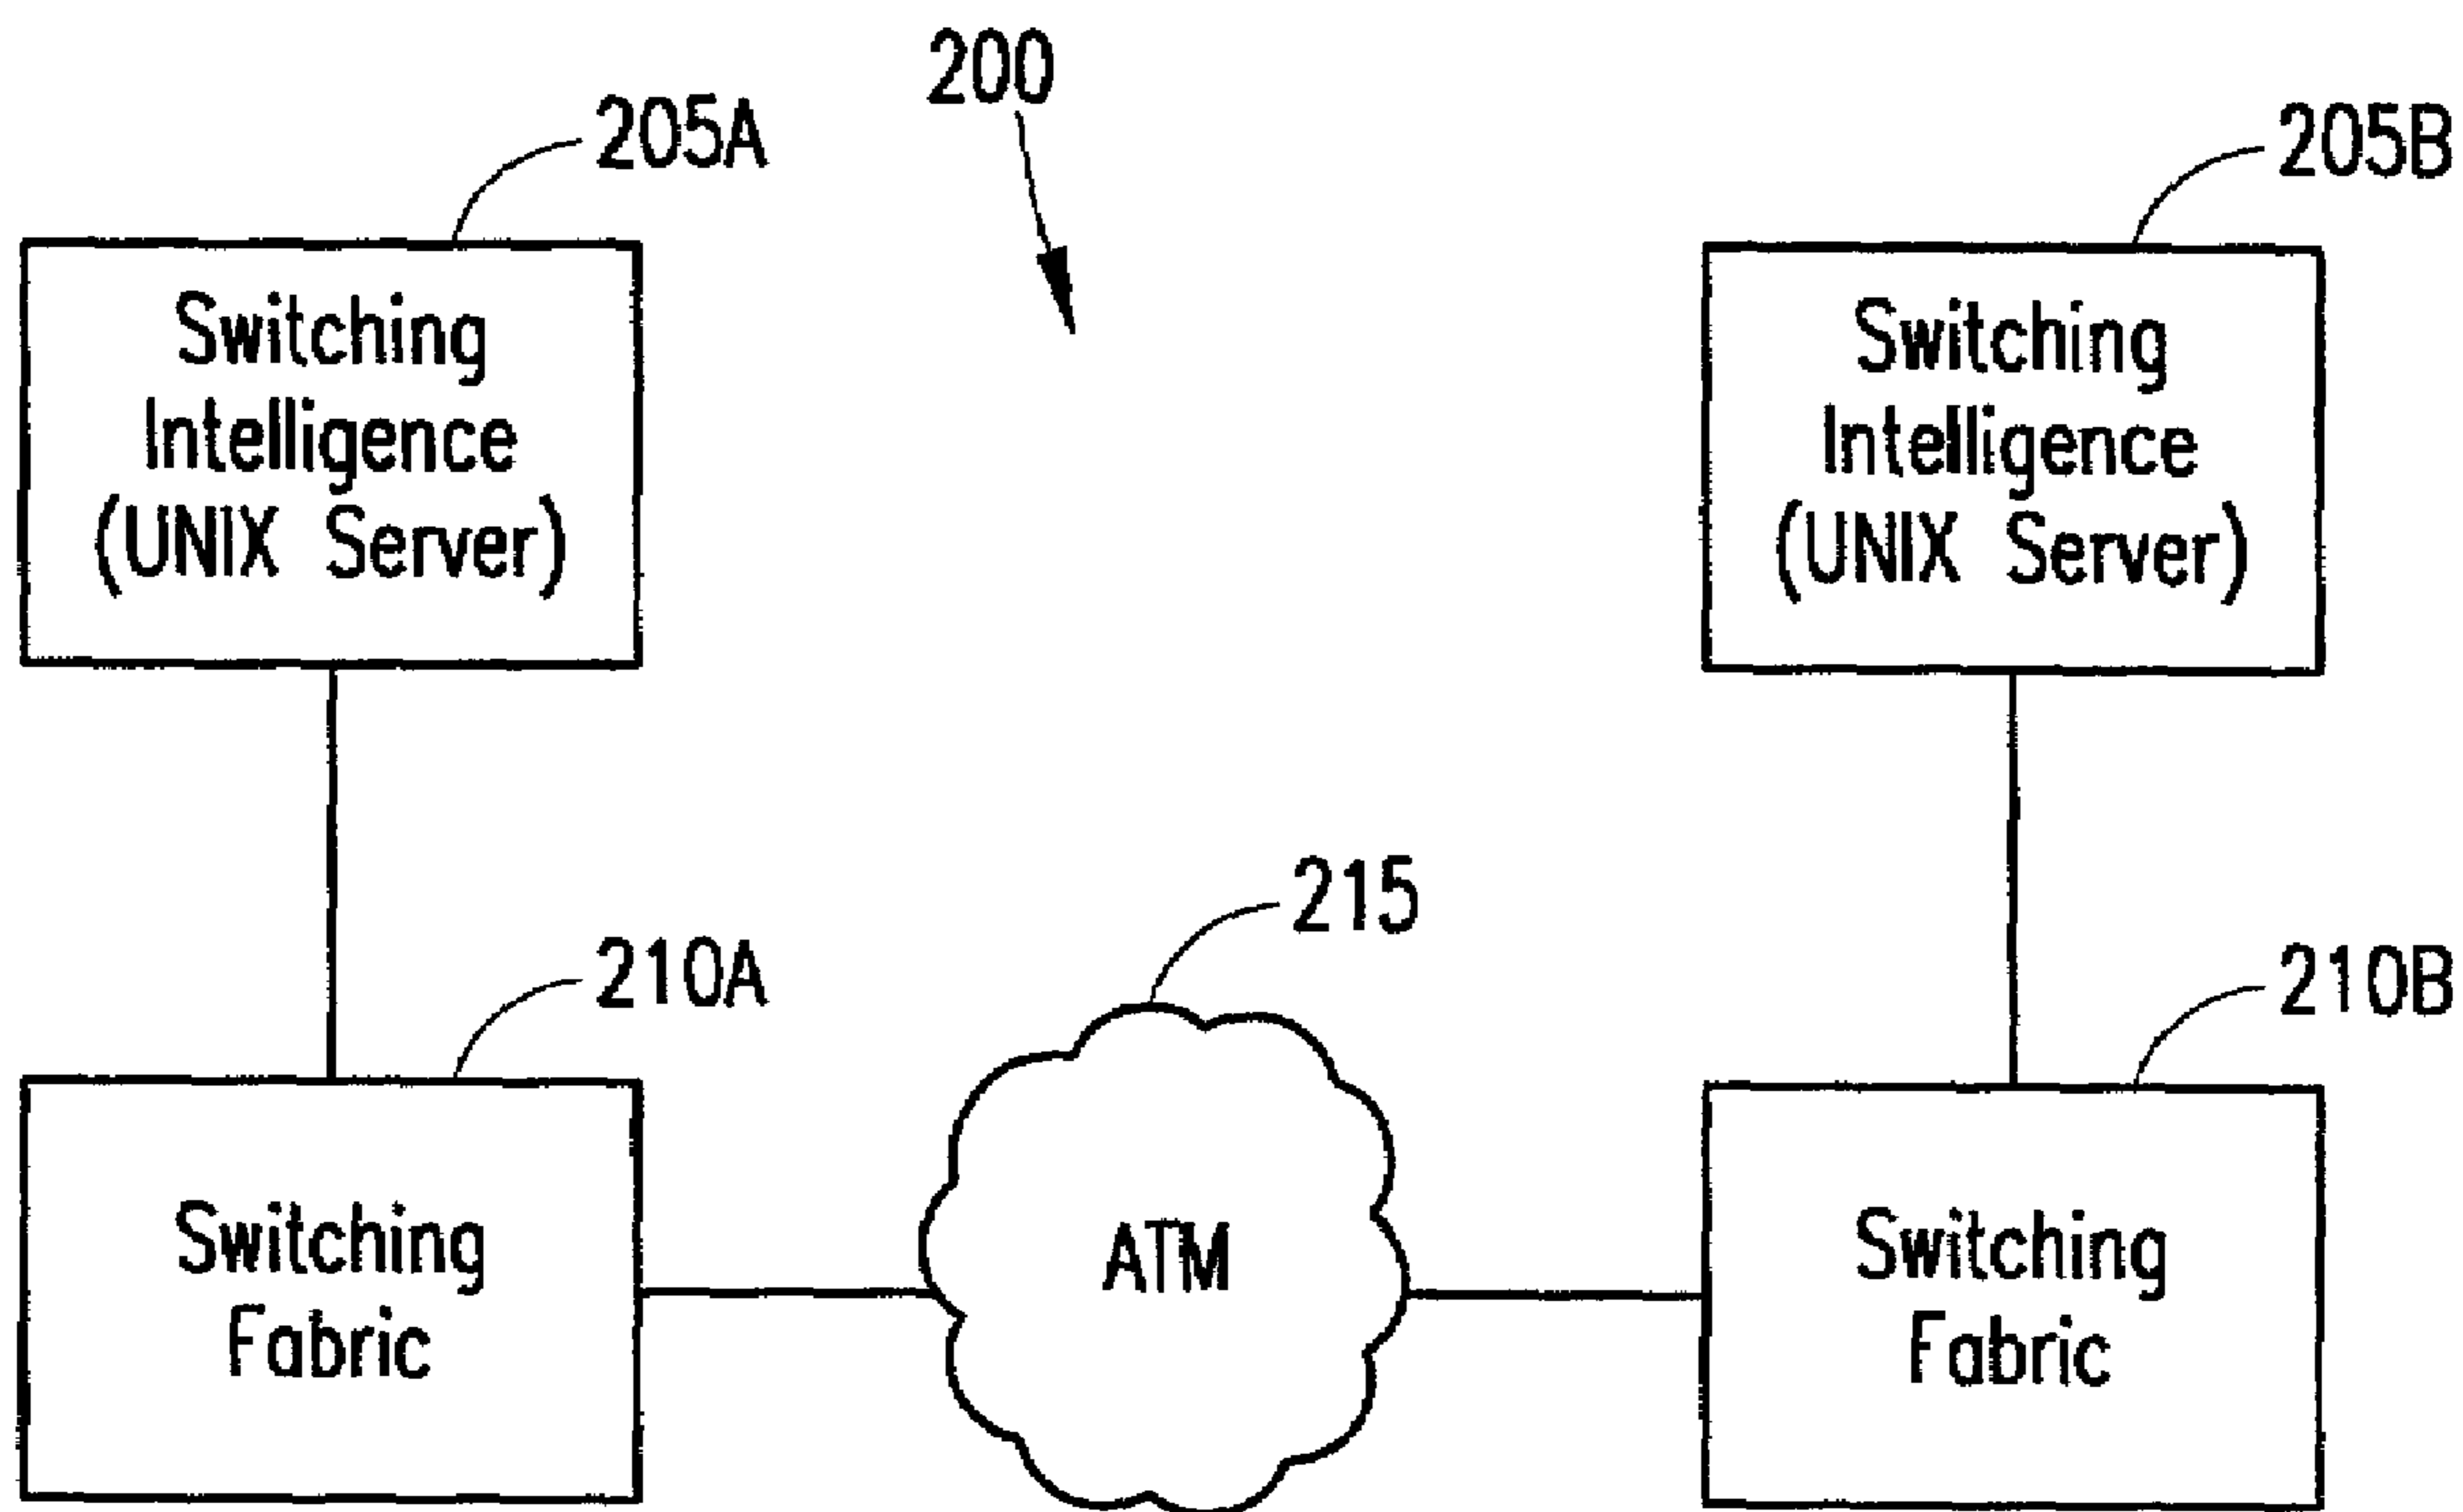 200
205A
205B
Switching
Intelligence
(UNIX Server)
Switching
Intelligence
(UNIX Server)
215
210A
210B
Switching
Fabric
ATM
Switching
Fabric